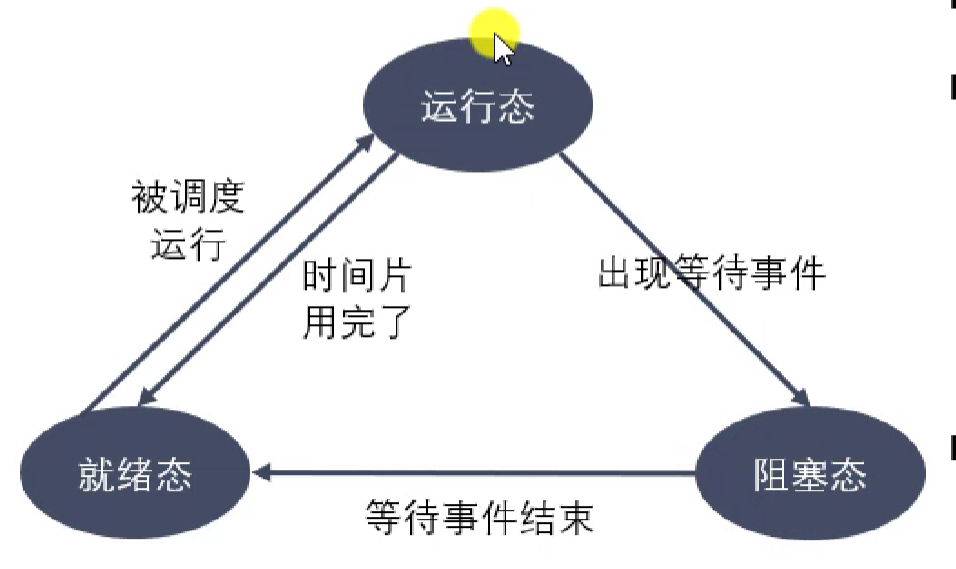 运行态
被调度
运行
时间片
用完了
出现等待事件
就绪态
阻塞态
等待事件结束